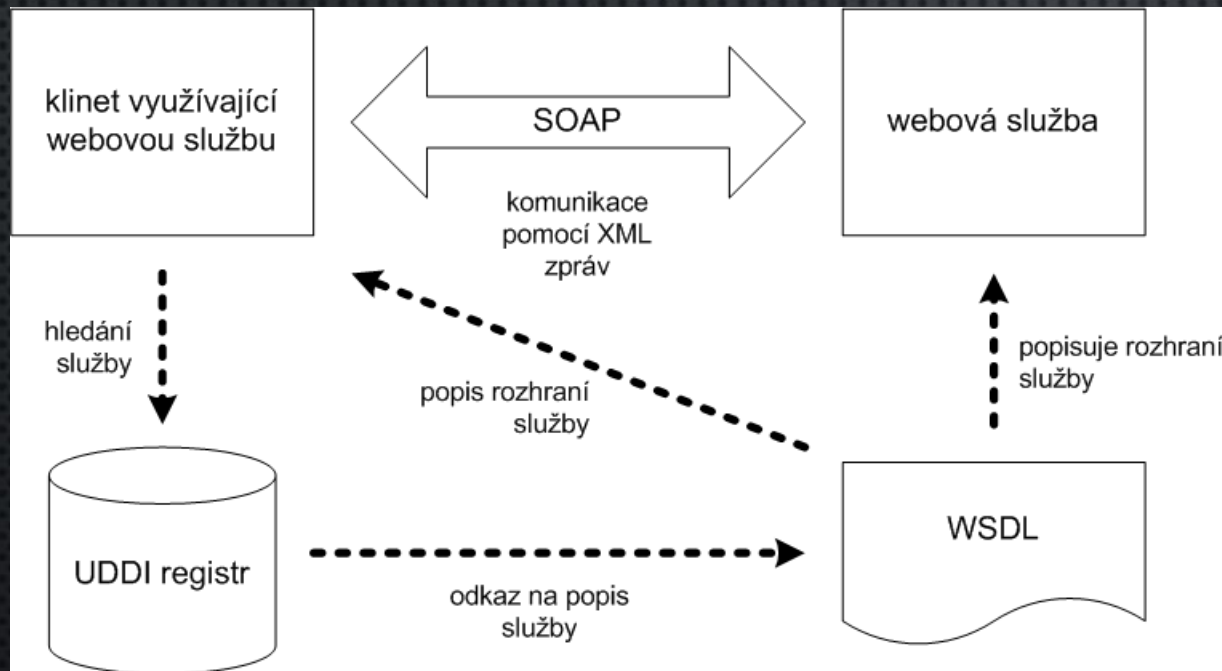 klinet využívající
webovou službu
SOAP
webová služba
komunikace
pomocí XML
zpráv
hledání
služby
popis rozhraní
služby
popisuje rozhraní
služby
UDDI registr
odkaz na popis
služby
WSDL